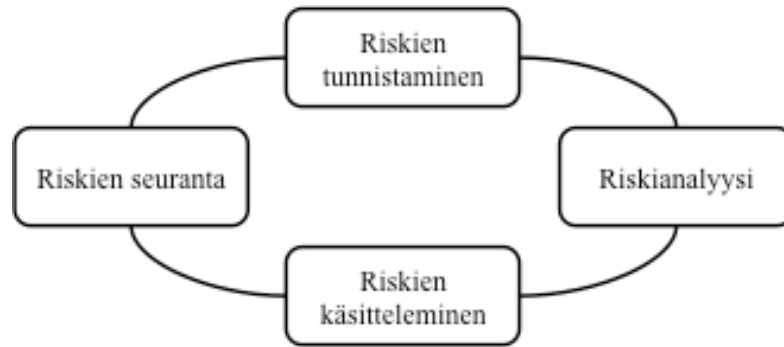 Riskien
tunnistaminen
Riskien seuranta
Riskianalyysi
Riskien
käsitteleminen